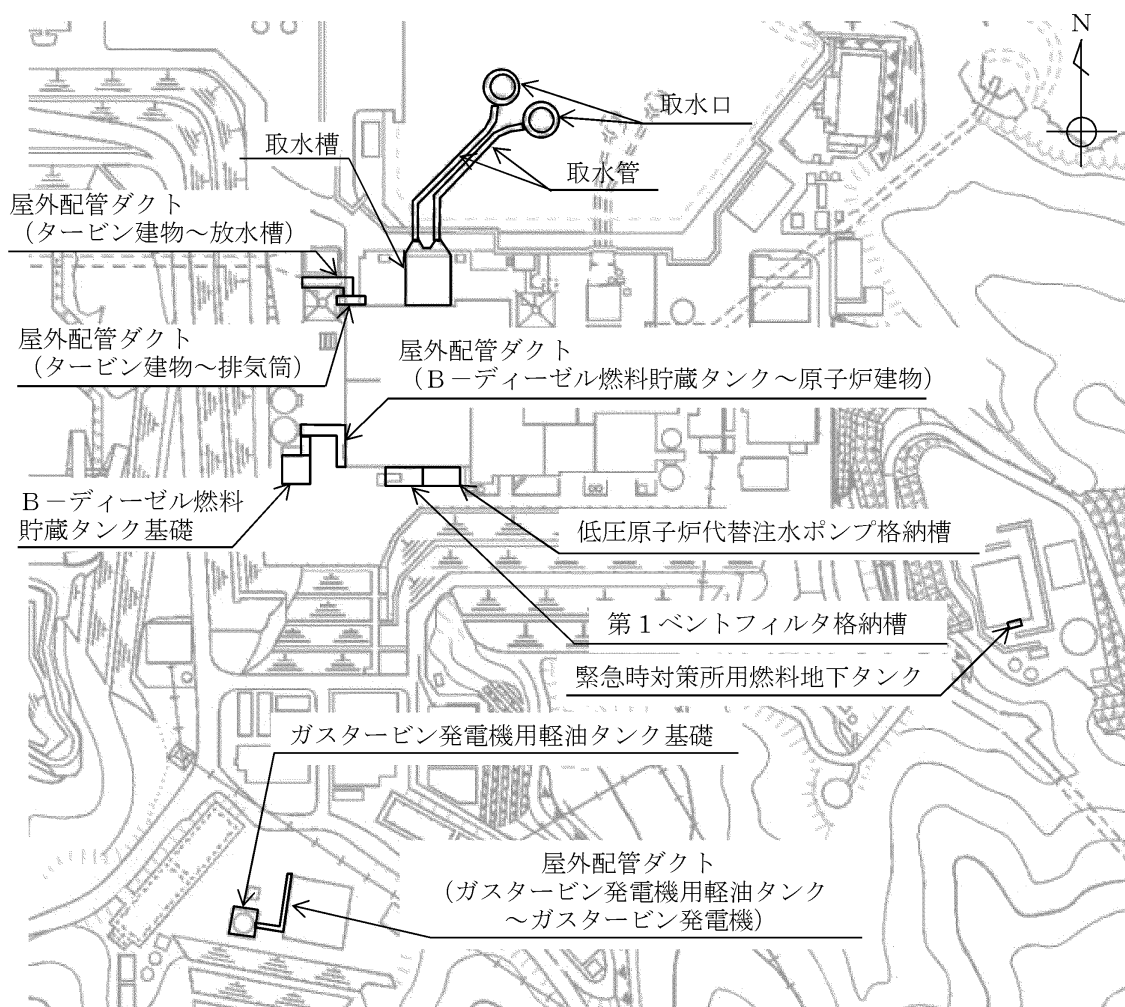 N
取水口
取水槽
取水管
屋外配管ダクト
（タービン建物～放水槽）
屋外配管ダクト
（タービン建物～排気筒）
屋外配管ダクト
（Ｂ－ディーゼル燃料貯蔵タンク～原子炉建物）
Ｂ－ディーゼル燃料
貯蔵タンク基礎
低圧原子炉代替注水ポンプ格納槽
第１ベントフィルタ格納槽
緊急時対策所用燃料地下タンク
ガスタービン発電機用軽油タンク基礎
屋外配管ダクト
（ガスタービン発電機用軽油タンク
～ガスタービン発電機）